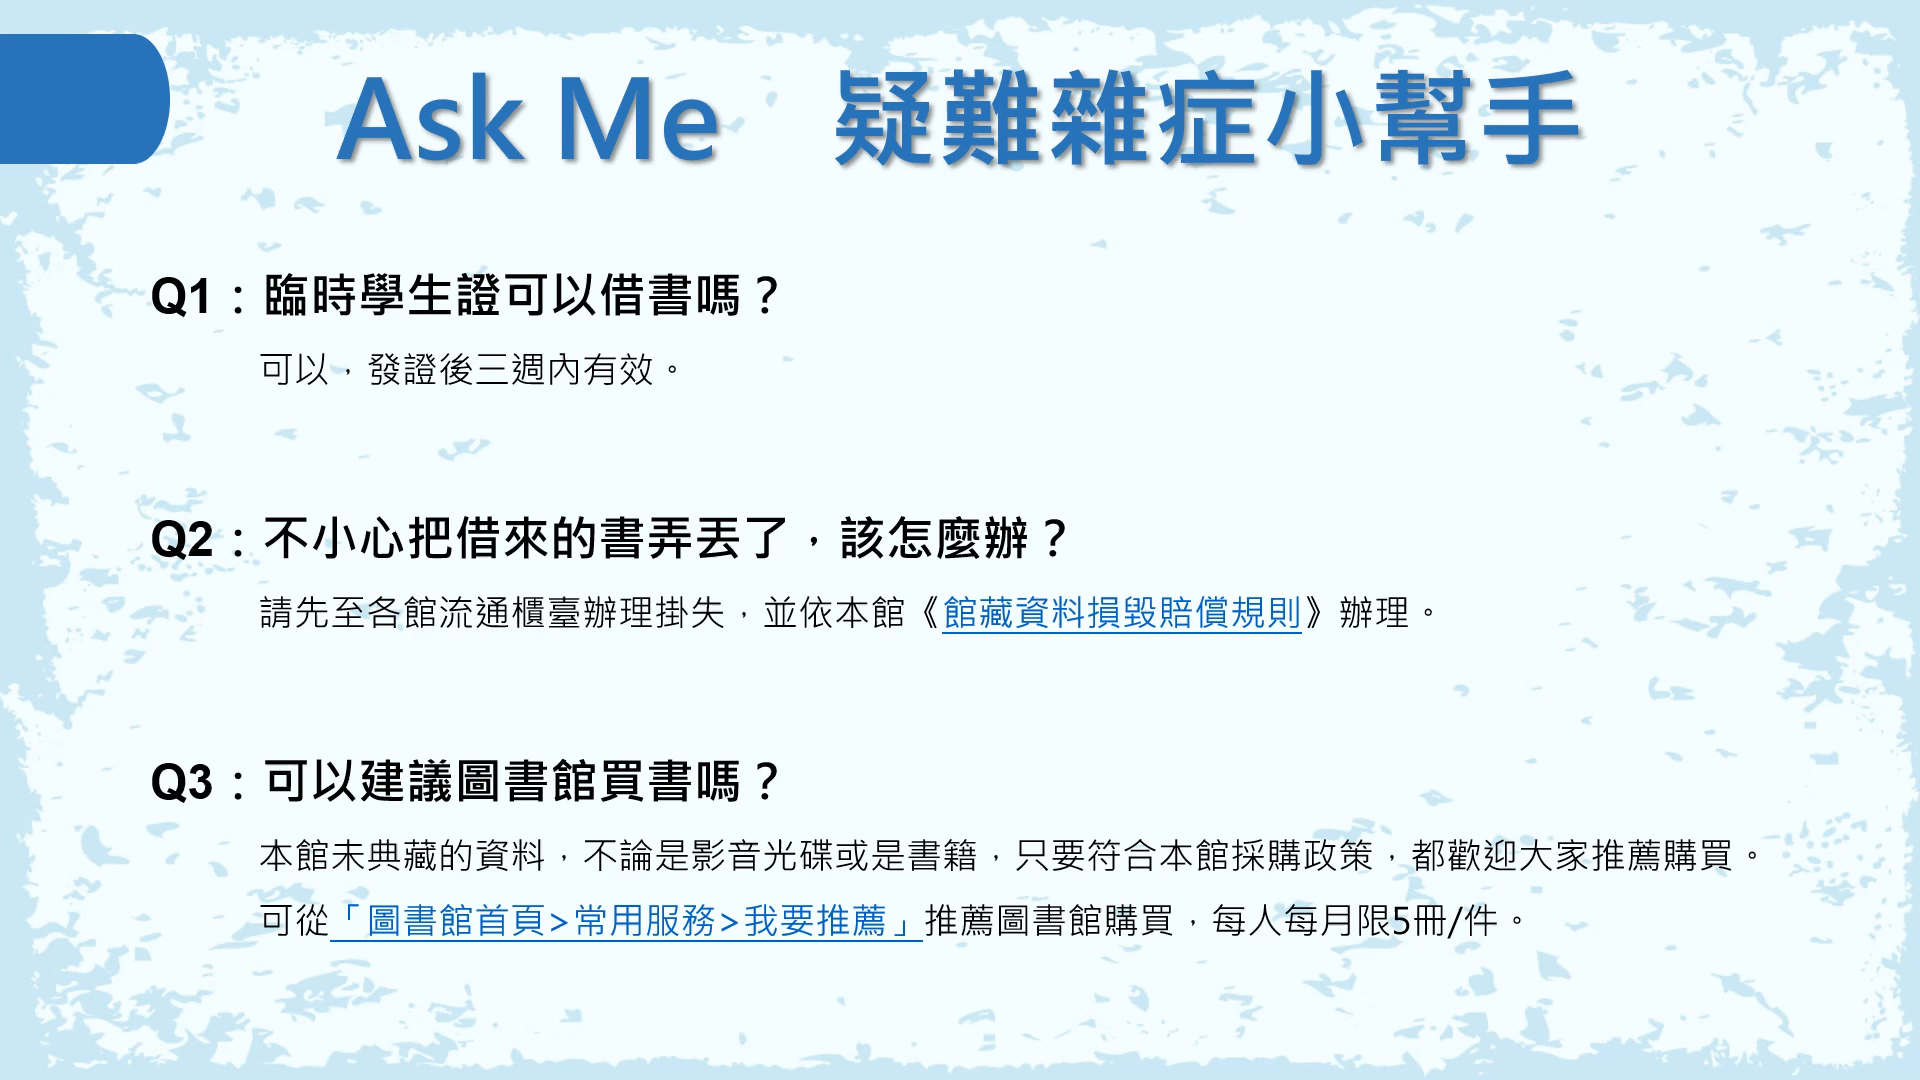 Ask Me　疑難雜症小幫手
Q1：臨時學生證可以借書嗎？
可以，發證後三週內有效。
Q2：不小心把借來的書弄丟了，該怎麼辦？
請先至各館流通櫃臺辦理掛失，並依本館《館藏資料損毀賠償規則》辦理。
Q3：可以建議圖書館買書嗎？
本館未典藏的資料，不論是影音光碟或是書籍，只要符合本館採購政策，都歡迎大家推薦購買。
可從「圖書館首頁>常用服務>我要推薦」推薦圖書館購買，每人每月限5冊/件。